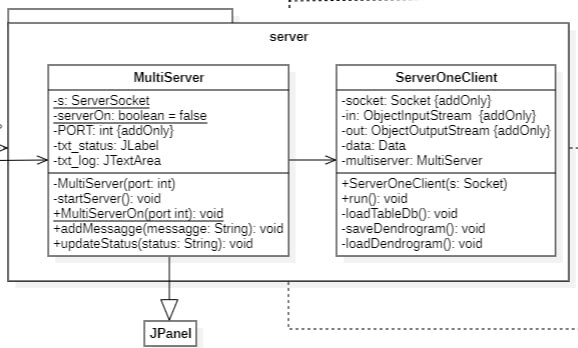 server
MultiServer
-s: ServerSocket
-serverOn: boolean = false
-PORT: int {addOnly}
-txt_status: JLabel
-txt_log: JTextArea
-MultiServer(port: int)
-startServer(): void
+MultiServerOn(port int): void
+addMessagge(messagge: String): void
+updateStatus(status: String): void
ServerOneClient
-socket: Socket {addOnly}
-in: ObjectInputStream {addOnly}
-out: ObjectOutputStream {addOnly}
-data: Data
-multiserver: MultiServer
+ServerOneClient(s: Socket)
+run(): void
-loadTableDb(): void
-saveDendrogram(): void
-loadDendrogram(): void
JPanel